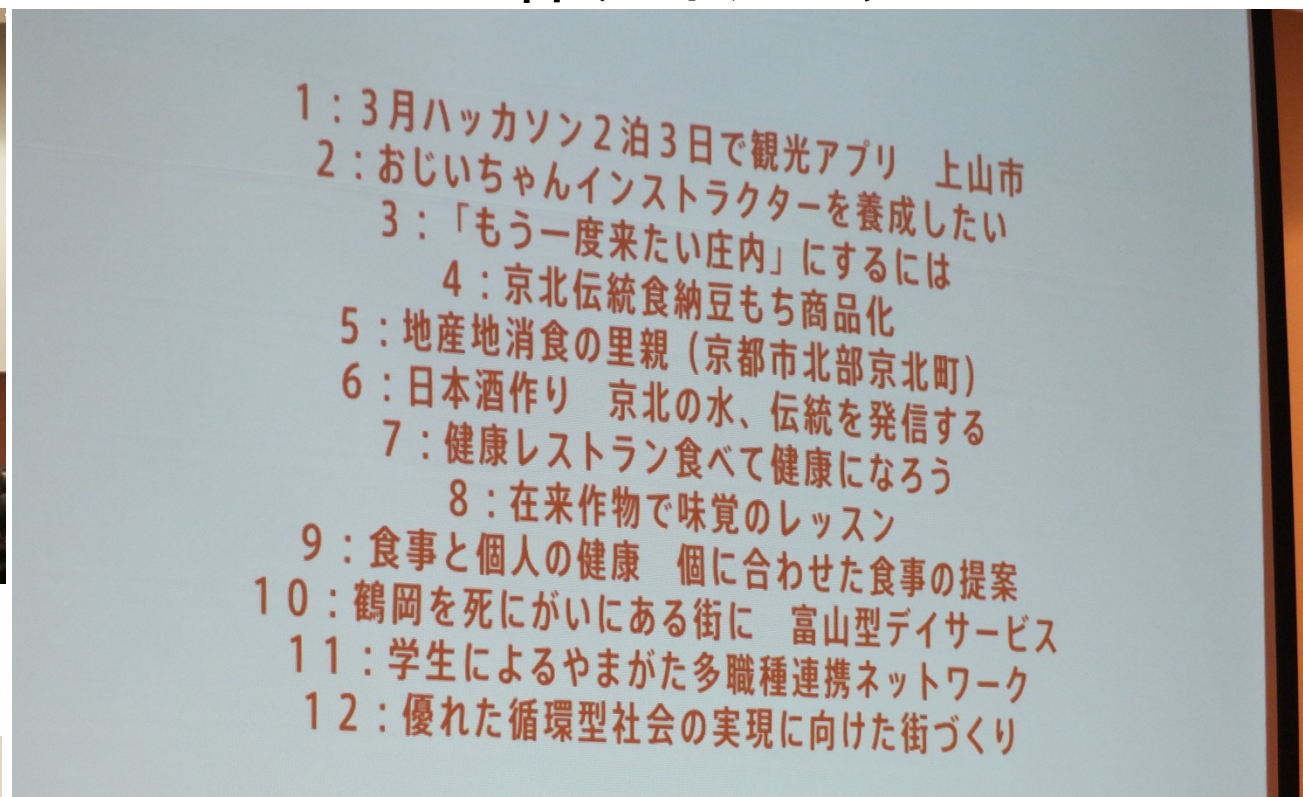 1：3月ハッカソン2泊3日で観光アプリ　上山市
2：おじいちゃんインストラクターを養成したい
3：「もう一度来たい庄内」にするには
4：京北伝統食納豆もち商品化
5：地産地消食の里親（京都市北部京北町）
6：日本酒作り　京北の水、伝統を発信する
7：健康レストラン食べて健康になろう
8：在来作物で味覚のレッスン
9：食事と個人の健康　個に合わせた食事の提案
10：鶴岡を死にがいにある街に　富山型デイサービス
11：学生によるやまがた多職種連携ネットワーク
12：優れた循環型社会の実現に向けた街づくり